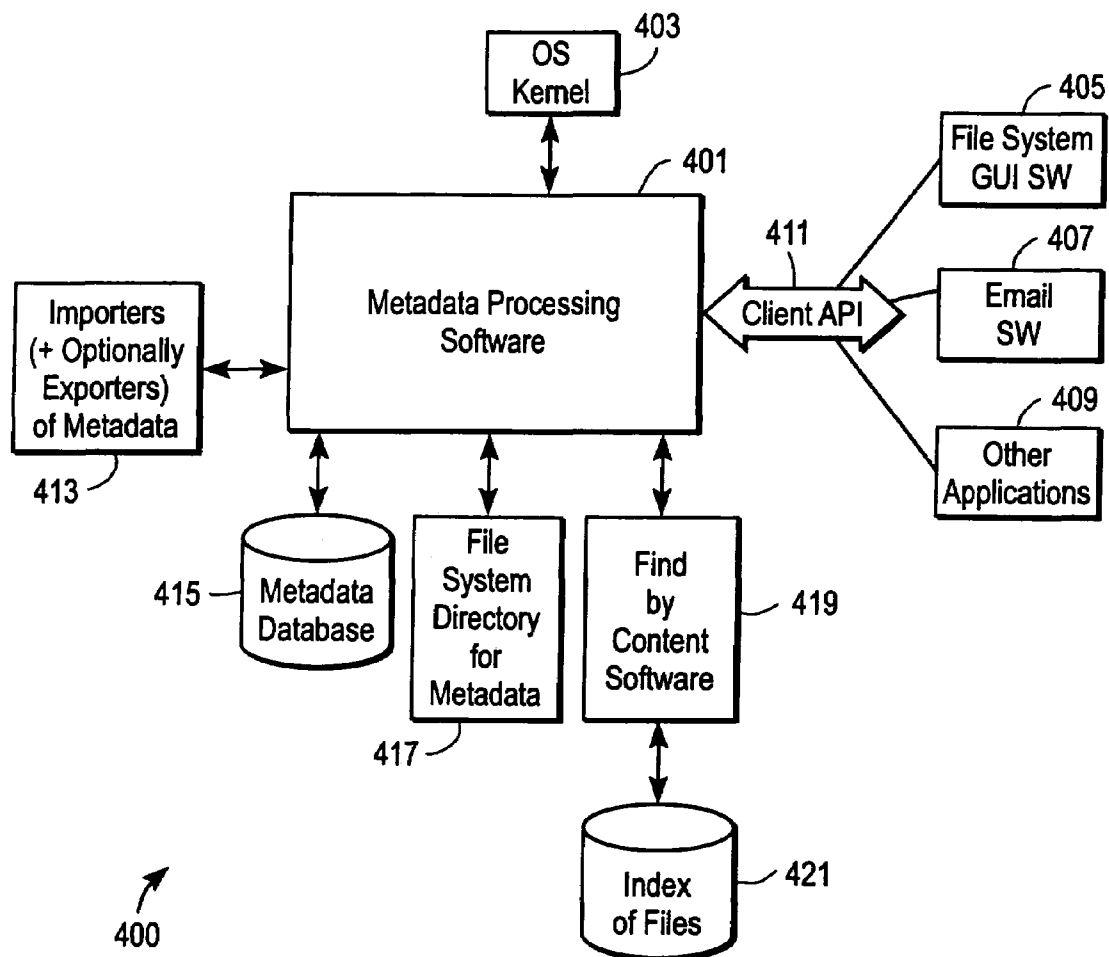 403
OS
Kernel
405
File System
GUI SW
401
411
407
Metadata Processing
Software
Client API
Email
SW
Importers
(+ Optionally
Exporters)
of Metadata
409
Other
Applications
413
415
Metadata
Database
File
System
Directory
for
Metadata
417
Find
by
Content
Software
419
Index
of Files
421
400